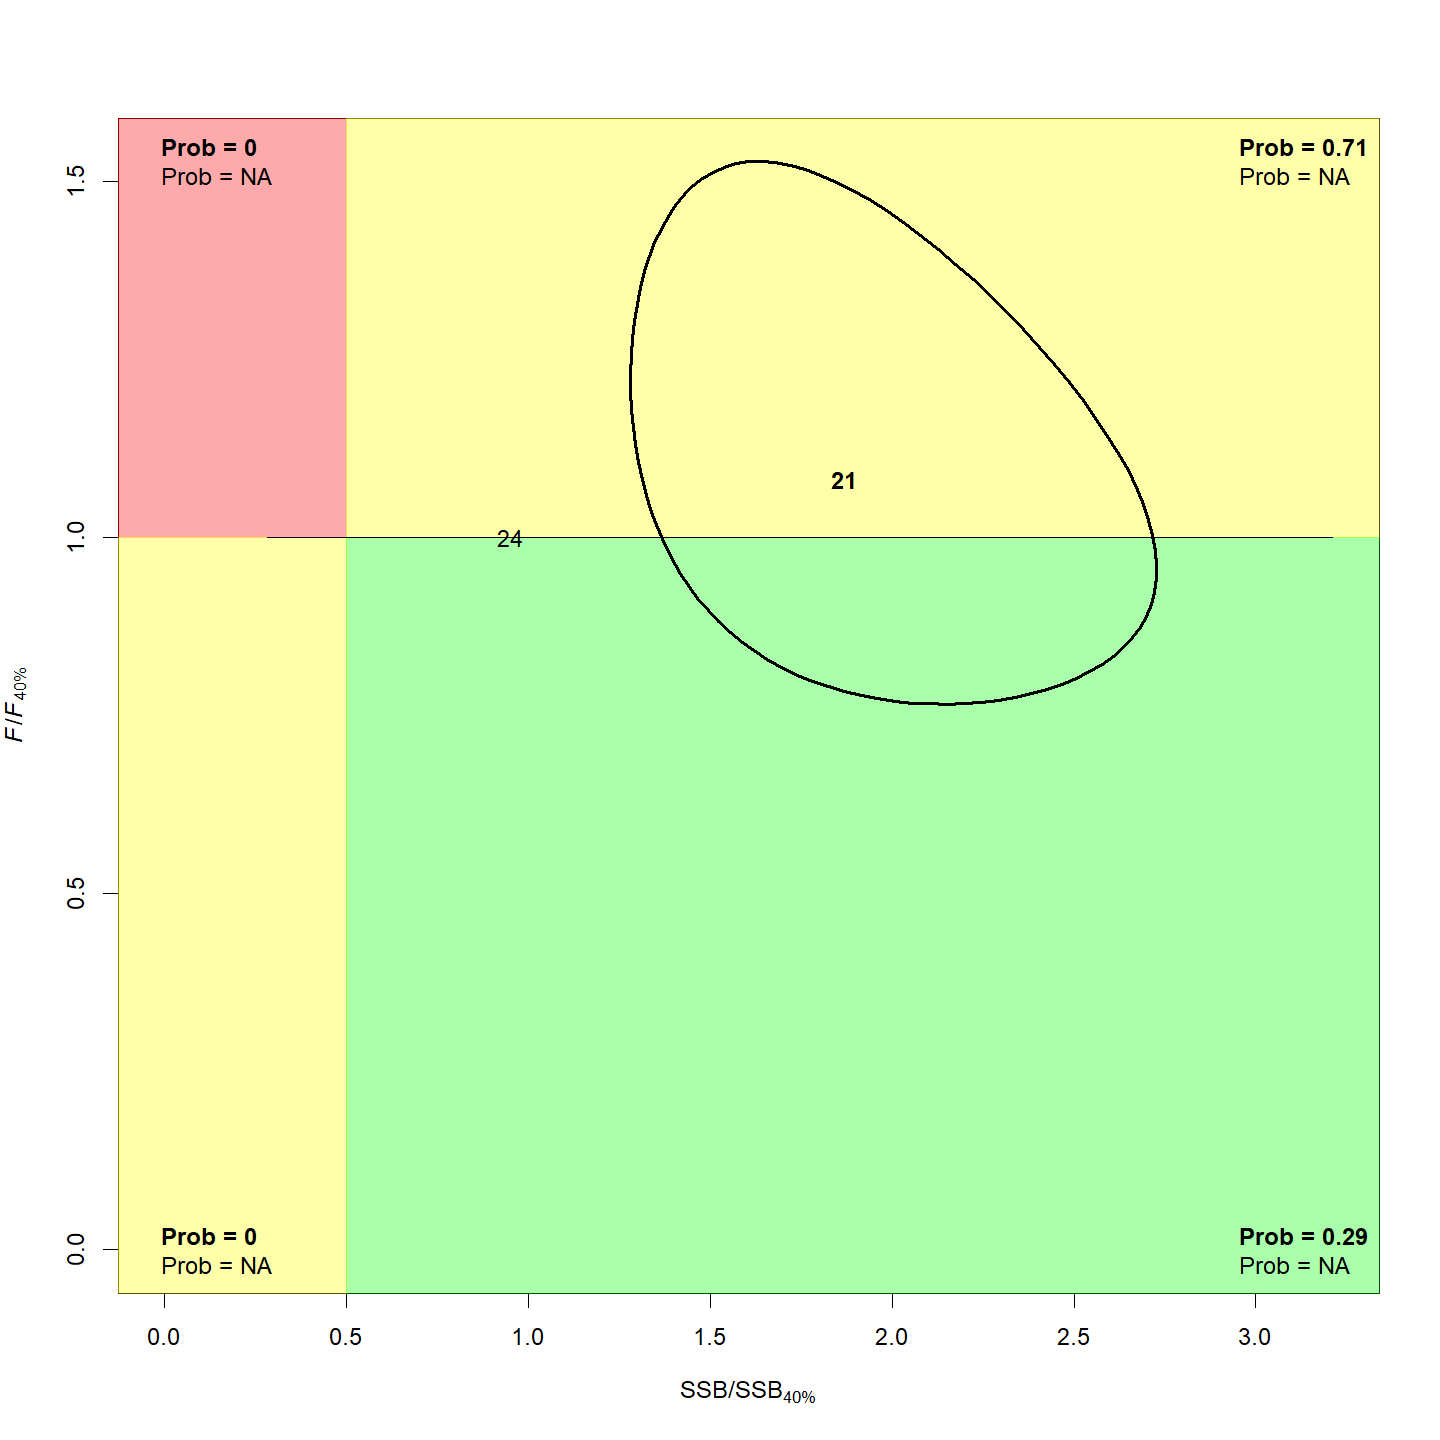 Prob = 0
Prob = NA
Prob = 0.71
Prob = NA
1.5
21
1.0
24
F/F40%
0.5
0.0
Prob = 0
Prob = NA
Prob = 0.29
Prob = NA
0.0 0.5 1.0 1.5 2.0 2.5 3.0
SSB/SSB40%